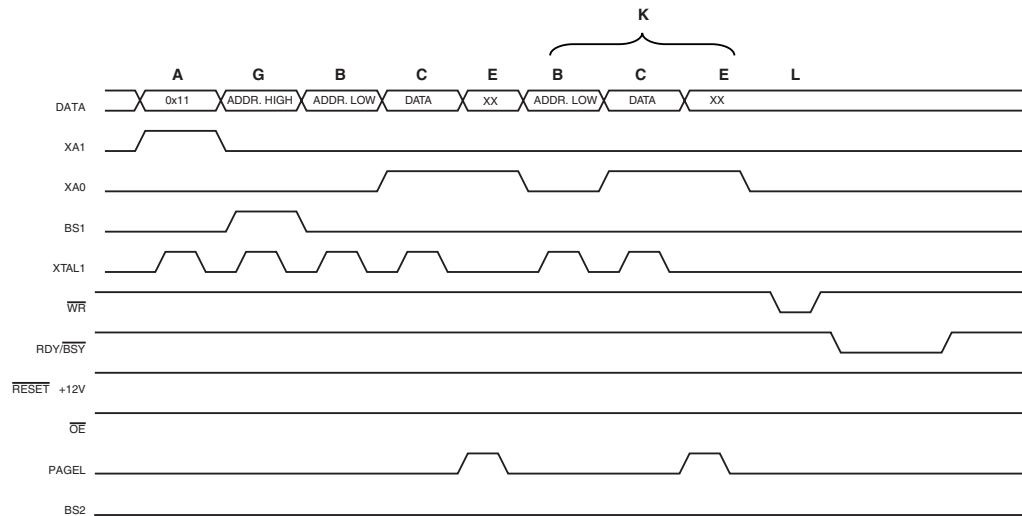 K
A G B C E B C E L
DATA 0x11 ADDR. HIGH ADDR. LOW DATA XX ADDR. LOW DATA XX
XA1
XA0
BS1
XTAL1
WR
RDY/BSY
RESET +12V
OE
PAGEL
BS2